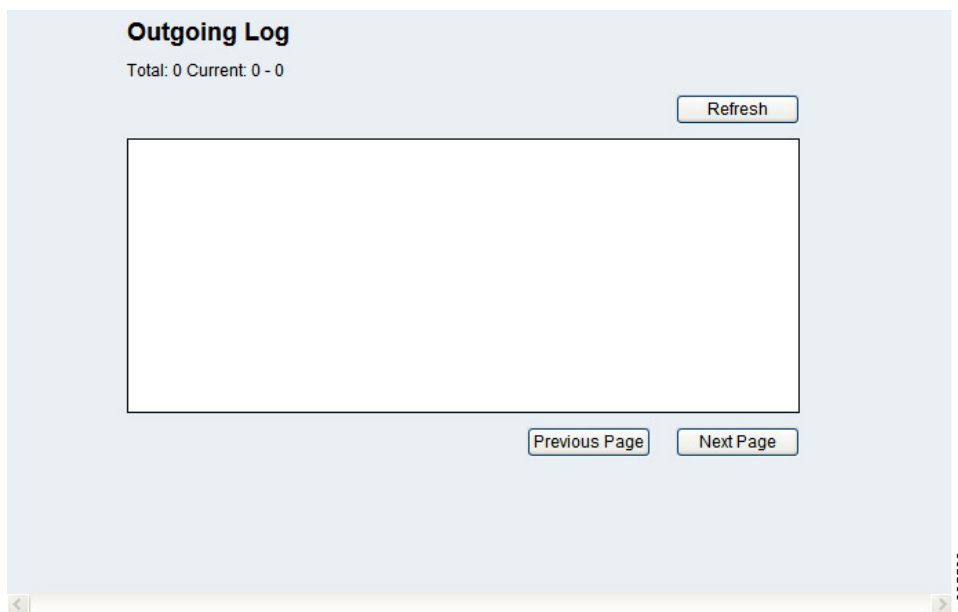 Outgoing Log
Total: 0 Current: 0 - 0
Refresh
Previous Page
Next Page